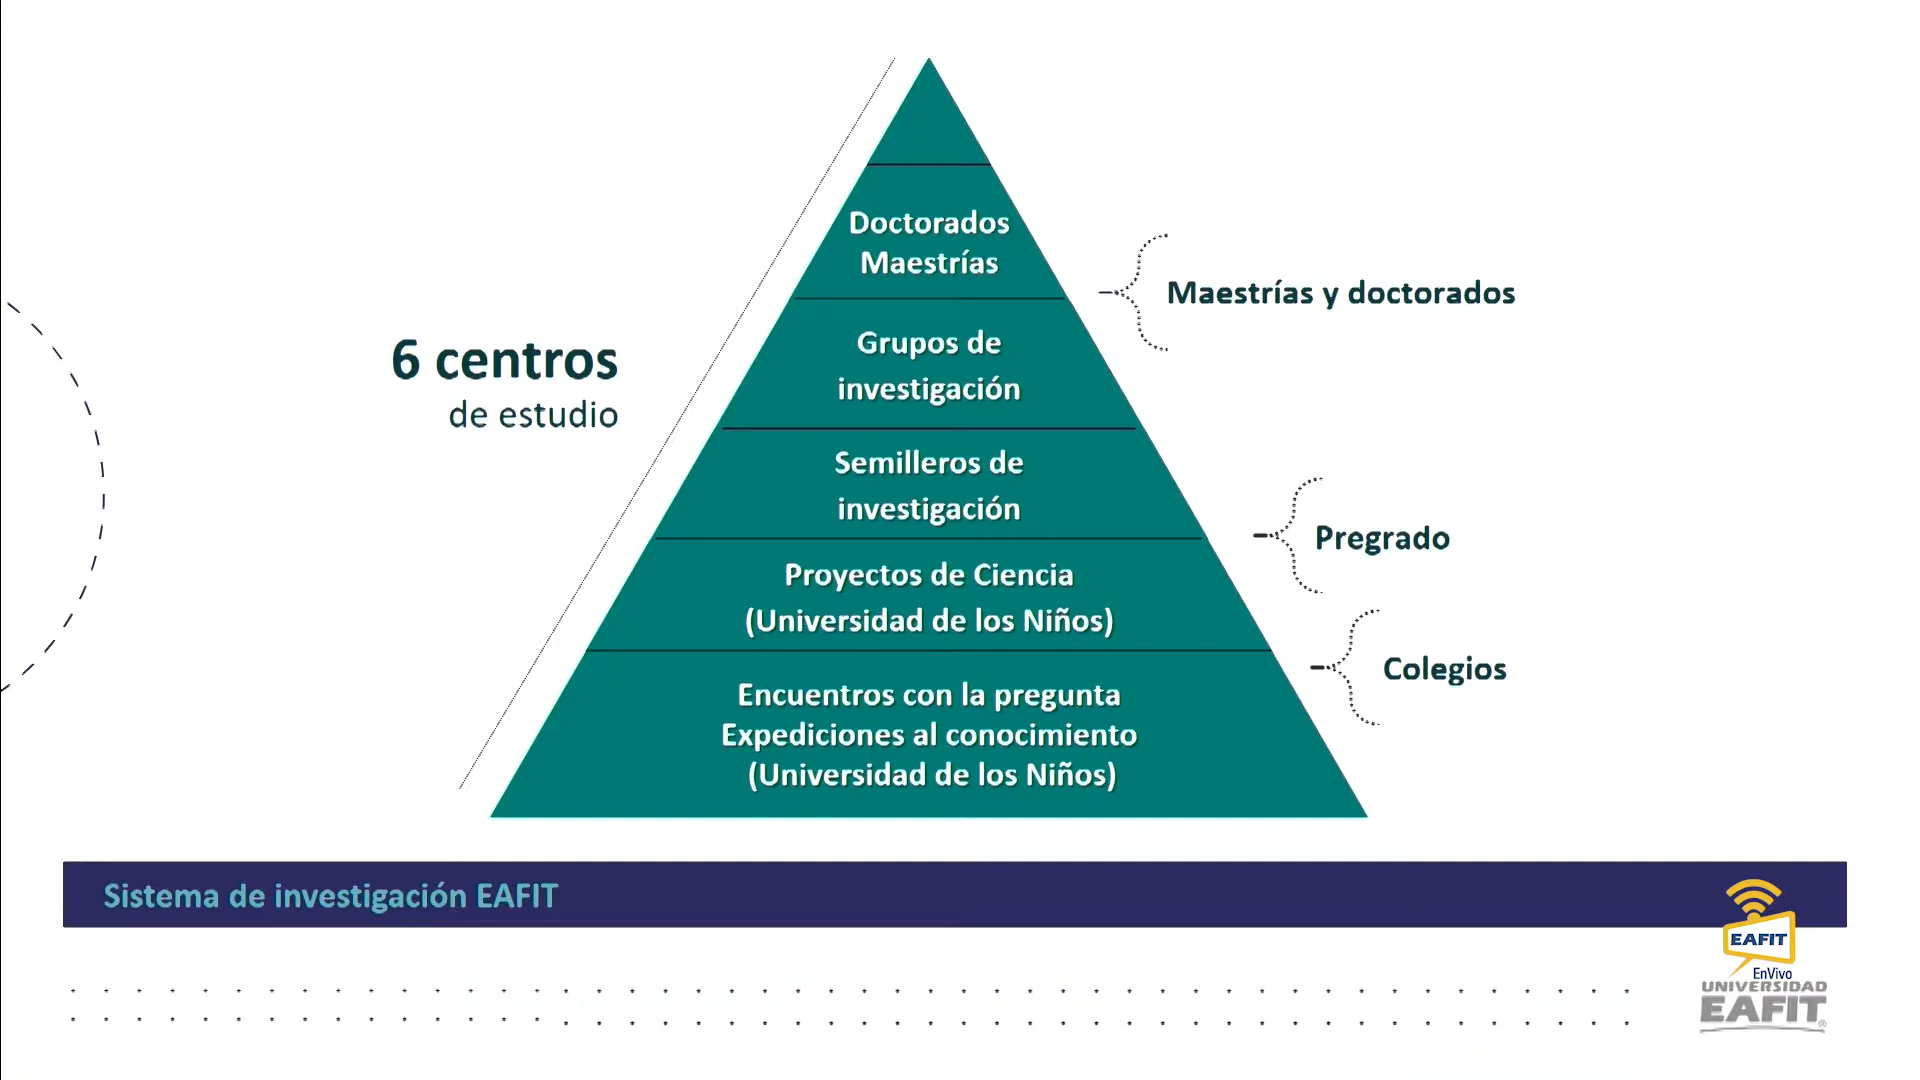 Doctorados
Maestrías
Maestrías y doctorados
Grupos de
investigación
6 centros
de estudio
Semilleros de
investigación
Pregrado
Proyectos de Ciencia
(Universidad de los Niños)
Colegios
Encuentros con la pregunta
Expediciones al conocimiento
(Universidad de los Niños)
Sistema de investigación EAFIT
EAFIT
EnVivo
UNIVERSIDAD
EAFIT®